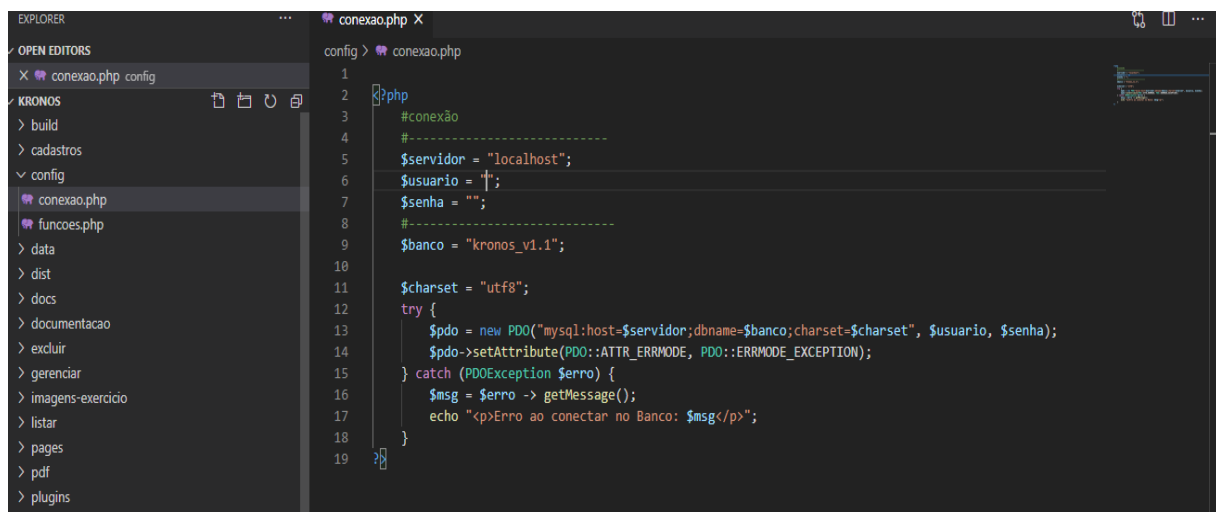 EXPLORER ...
OPEN EDITORS
X conexao.php config
KRONOS
> build
> cadastros
config
conexao.php
funcoes.php
> data
> dist
> docs
> documentacao
> excluir
> gerenciar
> imagens-exercicio
> listar
> pages
> pdf
> plugins
conexao.php X ...
config > conexao.php
1
2 <?php
3 #conexão
4 #----------------------------
5 $servidor = "localhost";
6 $usuario = "";
7 $senha = "";
8 #-----------------------------
9 $banco = "kronos_v1.1";
10
11 $charset = "utf8";
12 try {
13 $pdo = new PDO("mysql:host=$servidor;dbname=$banco;charset=$charset", $usuario, $senha);
14 $pdo->setAttribute(PDO::ATTR_ERRMODE, PDO::ERRMODE_EXCEPTION);
15 } catch (PDOException $erro) {
16 $msg = $erro -> getMessage();
17 echo "<p>Erro ao conectar no Banco: $msg</p>";
18 }
19 ?>